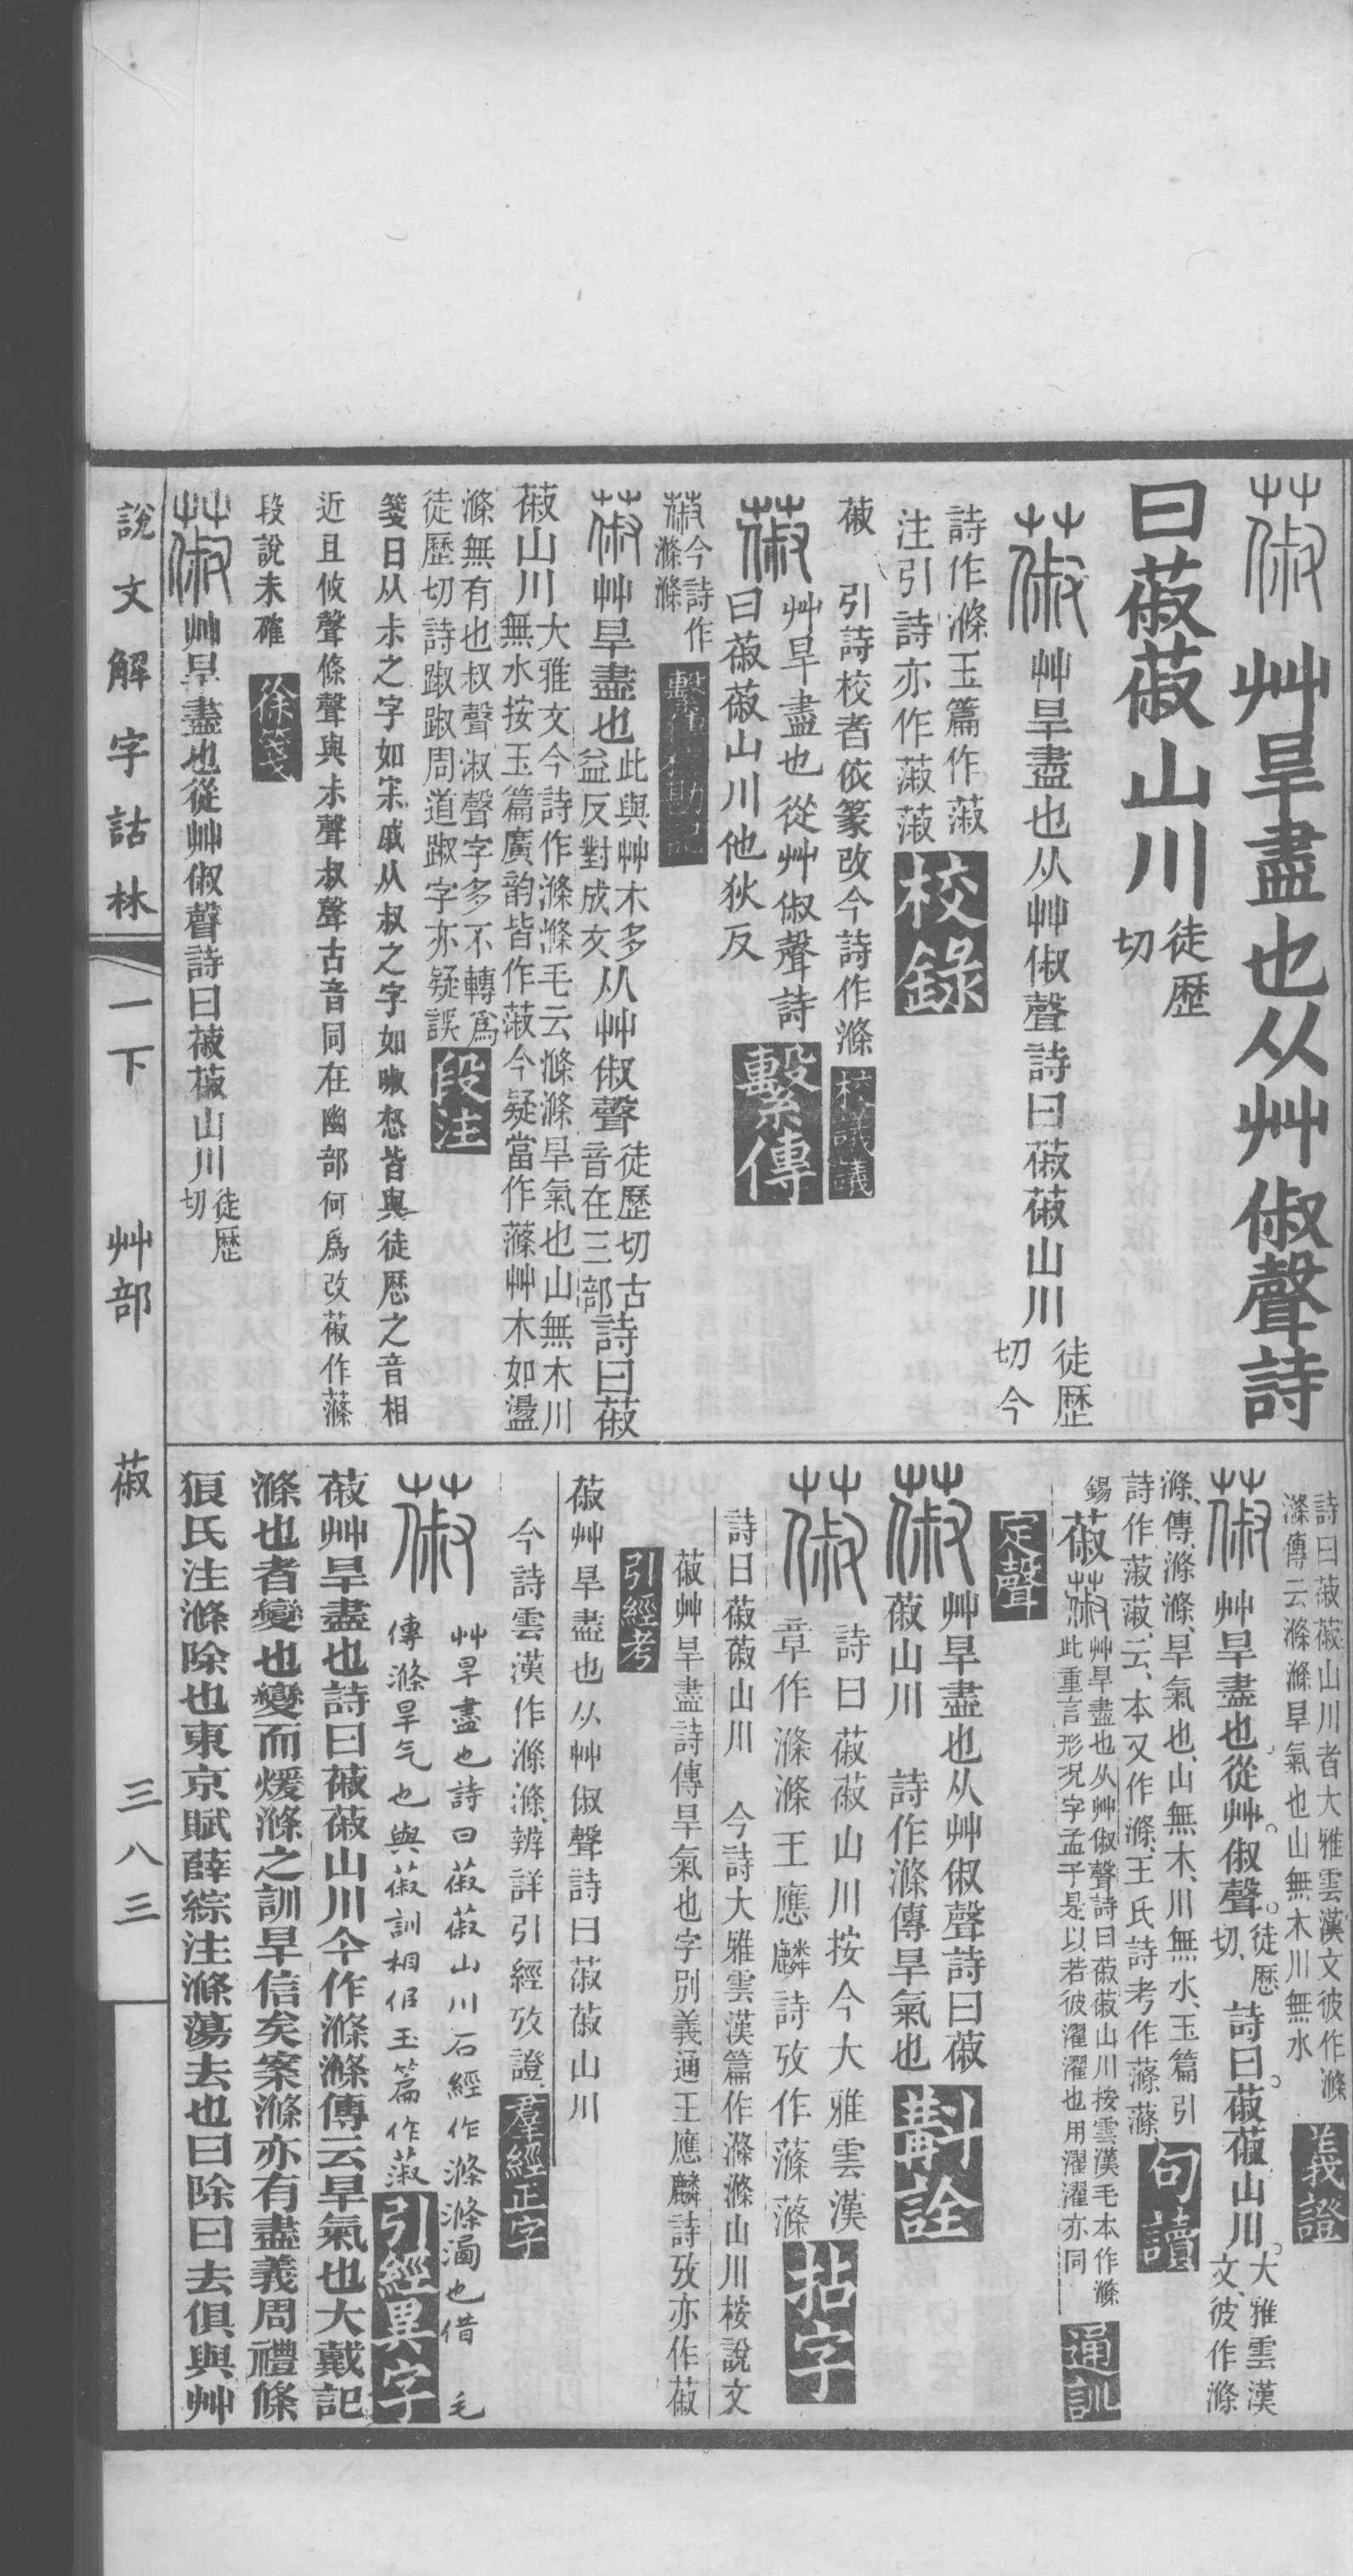 蔋 艸旱盡也从艸俶聲詩
曰蔋蔋山川徒歷切
蔋 艸旱盡也从艸俶聲詩曰蔋蔋山川徒歷切今
詩作滌玉篇作䔘
注引詩亦作䔘䔘 校錄
蔋 引詩校者依篆改今詩作滌 校議議
蔋 艸旱盡也從艸俶聲詩
曰蔋蔋山川他狄反 繫傳
蔋今詩作滌滌 繫傳校勘記
蔋 艸旱盡也此與艸木多益反對成文从艸俶聲徒歷切古音在三部詩曰蔋
蔋山川大雅文今詩作滌滌毛云滌滌旱氣也山無木川無水按玉篇廣韵皆作䔘今疑當作蓧艸木如盪
滌無有也叔聲淑聲字多不轉爲徒歷切詩踧踧周道踧字亦疑誤 段注
箋曰从尗之字如宋戚从叔之字如㗘惄皆與徒歷之音相
近且攸聲條聲與尗聲叔聲古音同在幽部何爲改蔋作蓧
段說未確 徐箋
蔋 艸旱盡也從艸俶聲詩曰蔋蔋山川徒歷切
詩曰蔋蔋山川者大雅雲漢文彼作滌
滌傳云滌滌旱氣也山無木川無水 義證
蔋 艸旱盡也從艸俶聲徒歷切詩曰蔋蔋山川大雅雲漢文彼作滌
滌傳滌滌旱氣也山無木川無水玉篇引
詩作䔘䔘云本又作滌王氏詩考作蓧蓧 句讀
錫蔋 蔋 艸旱盡也从艸俶聲詩曰蔋蔋山川按雲漢毛本作滌
此重言形況字孟子是以若彼濯濯也用濯濯亦同 通訓
定聲
蔋 艸旱盡也从艸俶聲詩曰蔋
蔋山川 詩作滌傳旱氣也 斠詮
蔋 詩曰蔋蔋山川按今大雅雲漢
章作滌滌王應麟詩攷作蓧蓧 拈字
詩曰蔋蔋山川 今詩大雅雲漢篇作滌滌山川桉說文
蔋艸旱盡詩傳旱氣也字別義通王應麟詩攷亦作蔋
引經考
蔋艸旱盡也从艸俶聲詩曰蔋蔋山川
今詩雲漢作滌滌辨詳引經攷證 羣經正字
蔋 艸旱盡也詩曰蔋蔋山川石經作滌滌滆也借 毛
傳滌旱气也與蔋訓相佀玉篇作䔘 引經異字
蔋艸旱盡也詩曰蔋蔋山川今作滌滌傳云旱氣也大戴記
滌也者變也變而煖滌之訓旱信矣案滌亦有盡義周禮條
狼氏注滌除也東京賦薛綜注滌蕩去也曰除曰去俱與艸
說文解字詁林 一下 艸部 蔋 三八三